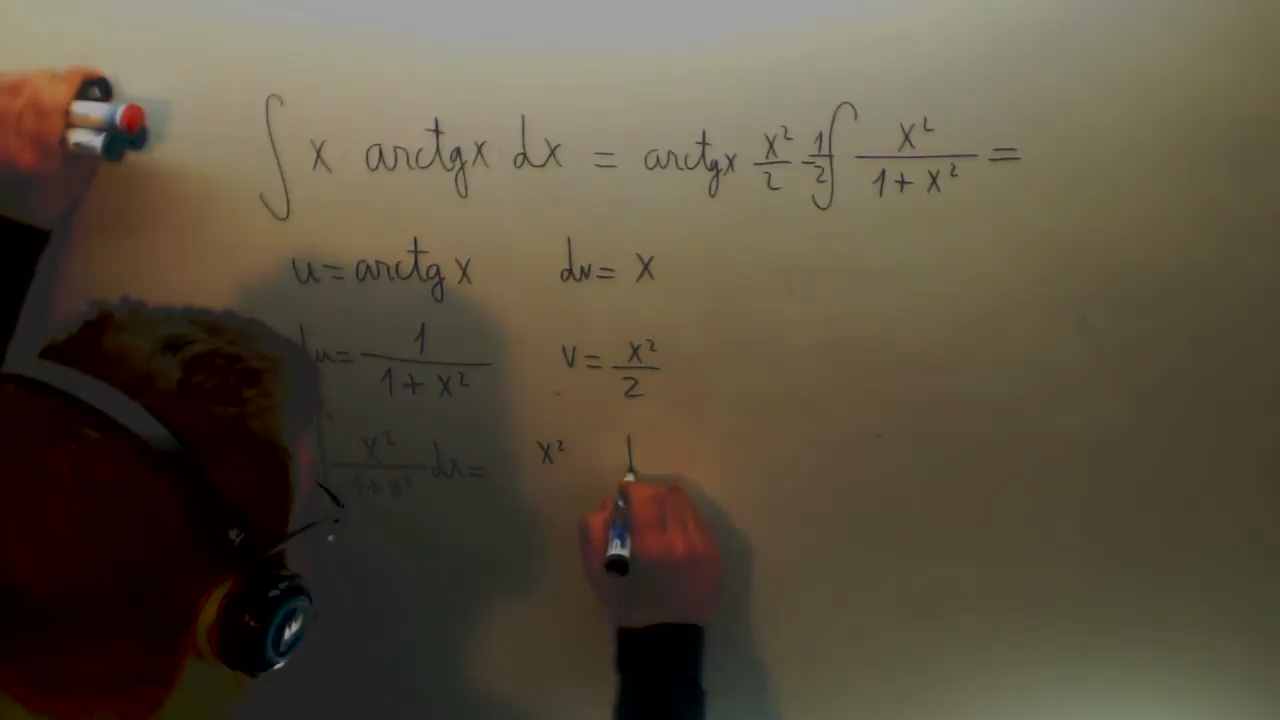 ∫ x arctgx dx = arctgx x²/2 - 1/2 ∫ x²/(1+x²) =
u = arctg x dv = x
du = 1/(1+x²) v = x²/2
∫ x²/(1+x²) dx = x²